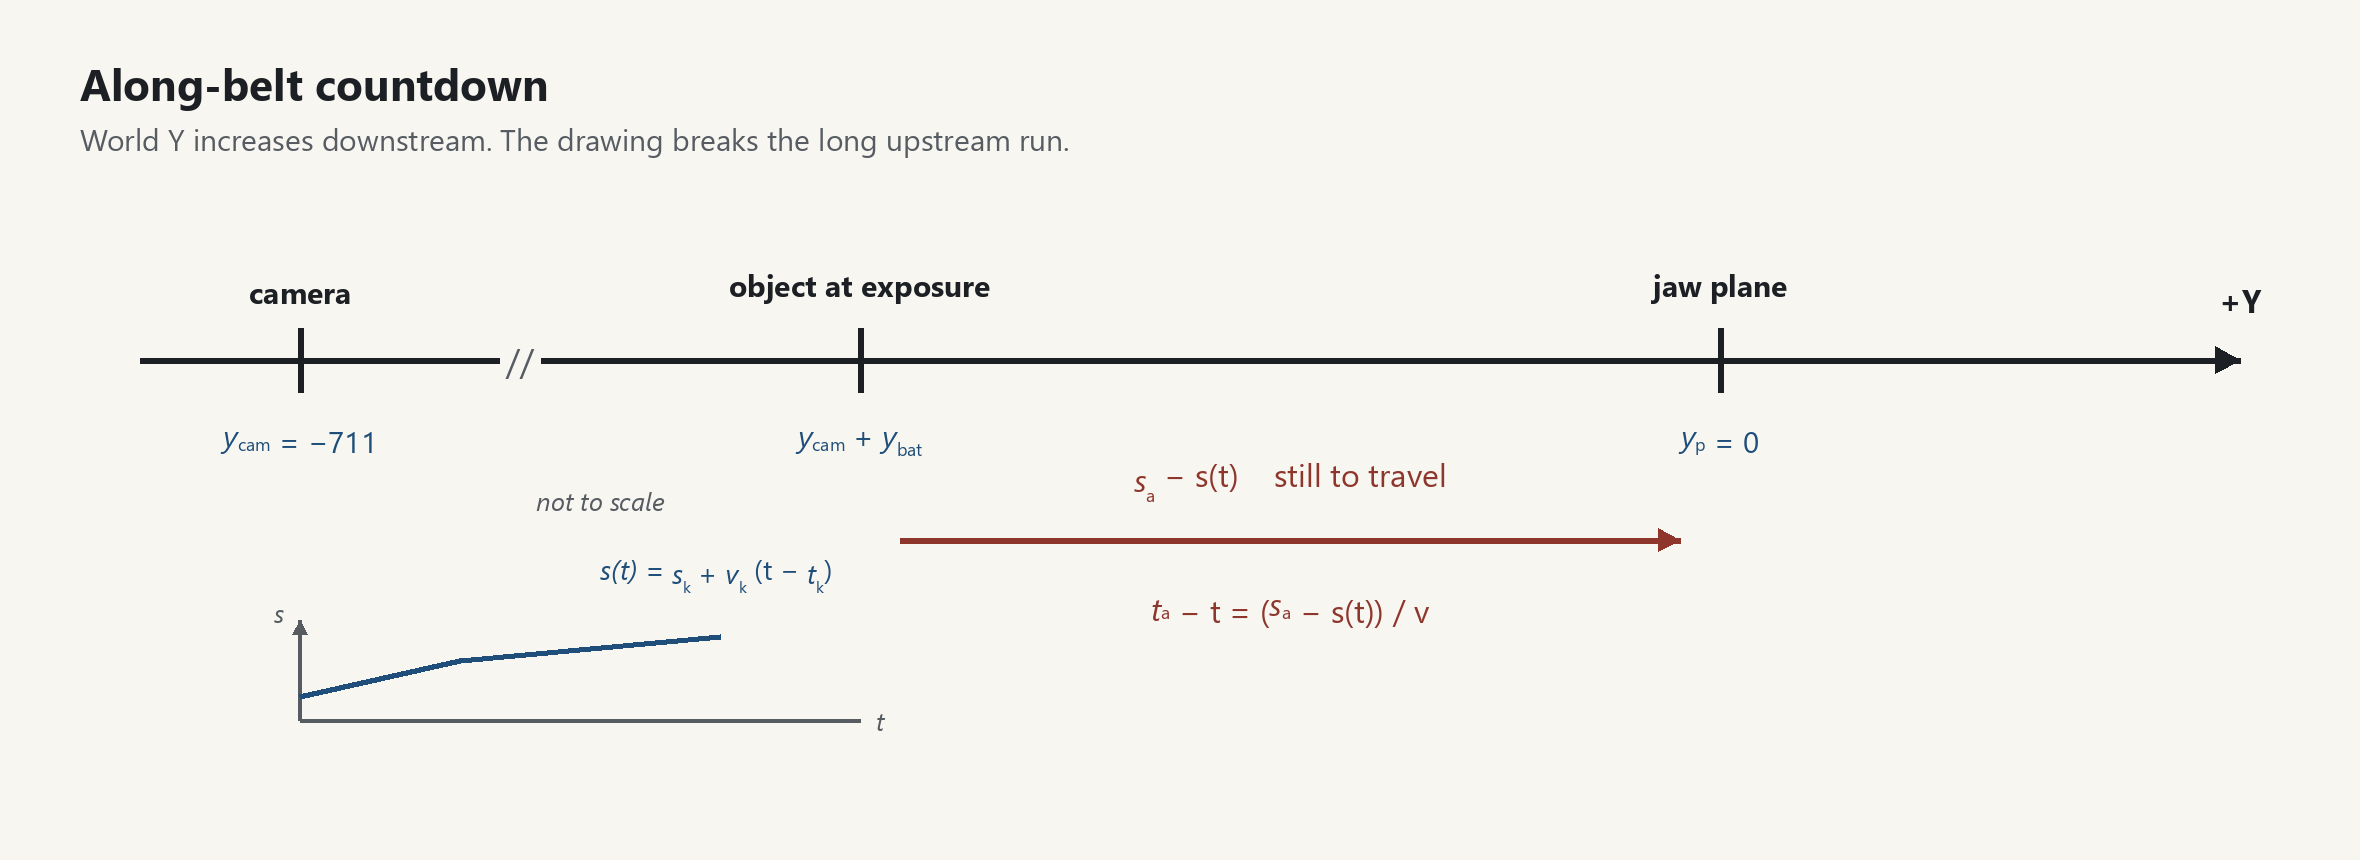 Along-belt countdown
World Y increases downstream. The drawing breaks the long upstream run.
camera
object at exposure
jaw plane
+Y
//
y_cam = −711
y_cam + y_bat
y_p = 0
s_a − s(t) still to travel
not to scale
s(t) = s_k + v_k (t − t_k)
t_a − t = (s_a − s(t)) / v
s
t